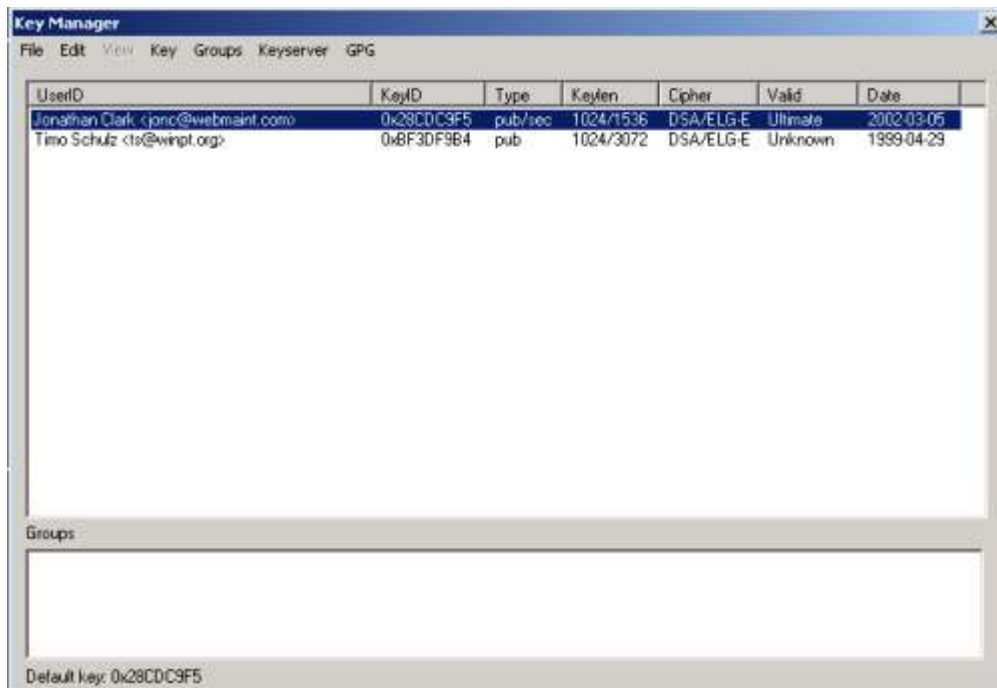 Key Manager
File Edit View Key Groups Keyserver GPG
UserID KeyID Type Keylen Cipher Valid Date
Jonathan Clark <jonc@webmaint.com> 0x28CDC9F5 pub/sec 1024/1536 DSA/ELG-E Ultimate 2002-03-05
Timo Schulz <ts@winpt.org> 0xBF3DF9B4 pub 1024/3072 DSA/ELG-E Unknown 1999-04-29
Groups
Default key: 0x28CDC9F5